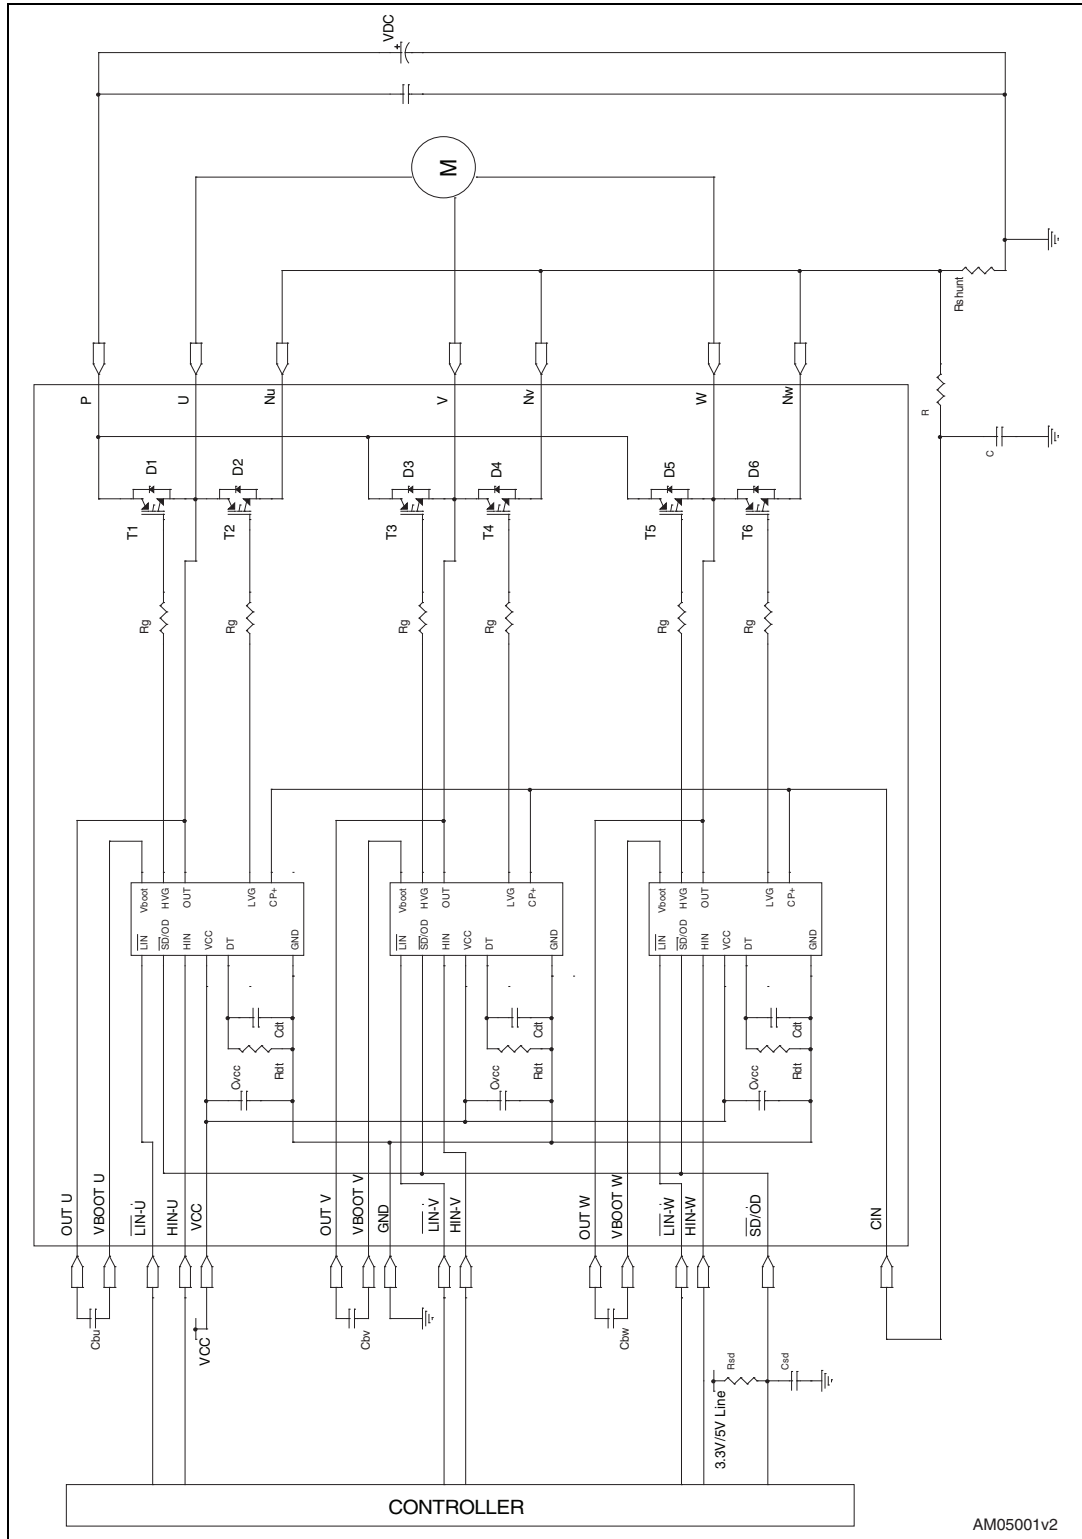 VDC
M
Rshunt
P
U
Nu
V
Nv
W
Nw
R
C
D1
D2
D3
D4
D5
D6
T1
T2
T3
T4
T5
T6
Rg
Rg
Rg
Rg
Rg
Rg
Vboot
HVG
OUT
LVG
CP+
LIN
SD/OD
HIN
VCC
DT
GND
Vboot
HVG
OUT
LVG
CP+
LIN
SD/OD
HIN
VCC
DT
GND
Vboot
HVG
OUT
LVG
CP+
LIN
SD/OD
HIN
VCC
DT
GND
Cdt
Rdt
Cvcc
Cdt
Rdt
Cvcc
Cdt
Rdt
Cvcc
OUT U
VBOOT U
LIN-U
HIN-U
VCC
OUT V
VBOOT V
GND
LIN-V
HIN-V
OUT W
VBOOT W
LIN-W
HIN-W
SD/OD
CIN
Cbu
VCC
Cbv
Cbw
Rsd
Csd
3.3V/5V Line
CONTROLLER
AM05001v2